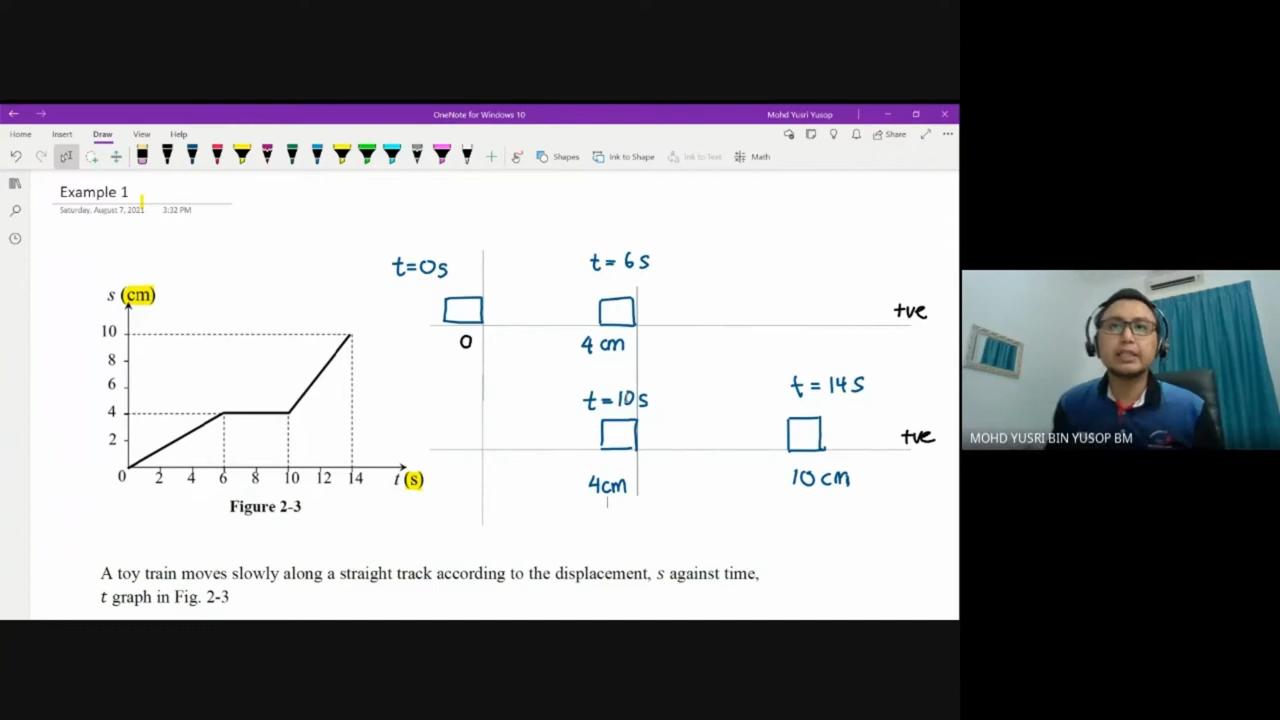 OneNote for Windows 10
Mohd Yusri Yusop
Home Insert Draw View Help
Share
Shapes Ink to Shape Ink to Text Math
Example 1
Saturday, August 7, 2021 3:32 PM
s (cm)
10
8
6
4
2
0 2 4 6 8 10 12 14 t (s)
Figure 2-3
t=0s
t=6s
+ve
0
4 cm
t=10s
t=14s
+ve
4cm
10cm
A toy train moves slowly along a straight track according to the displacement, s against time,
t graph in Fig. 2-3
MOHD YUSRI BIN YUSOP BM